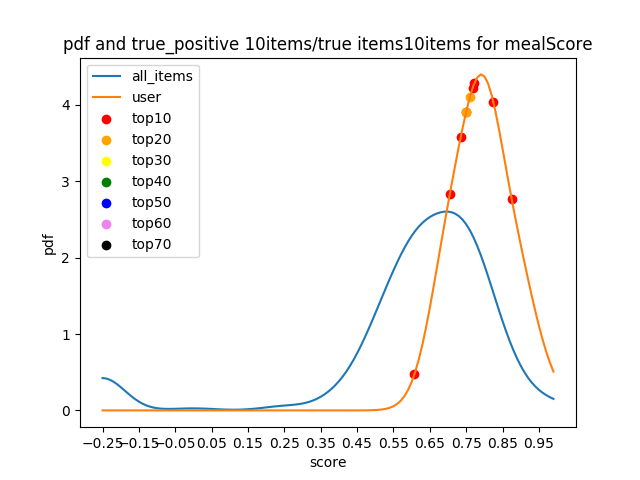 pdf and true_positive 10items/true items10items for mealScore
all_items
user
top10
top20
top30
top40
top50
top60
top70
pdf
4
3
2
1
0
−0.25 −0.15 −0.05 0.05 0.15 0.25 0.35 0.45 0.55 0.65 0.75 0.85 0.95
score